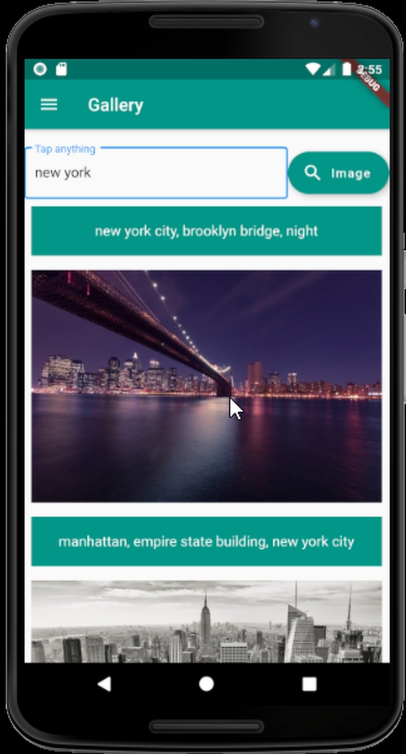 3:55
DEBUG
Gallery
Tap anything
new york
Image
new york city, brooklyn bridge, night
manhattan, empire state building, new york city